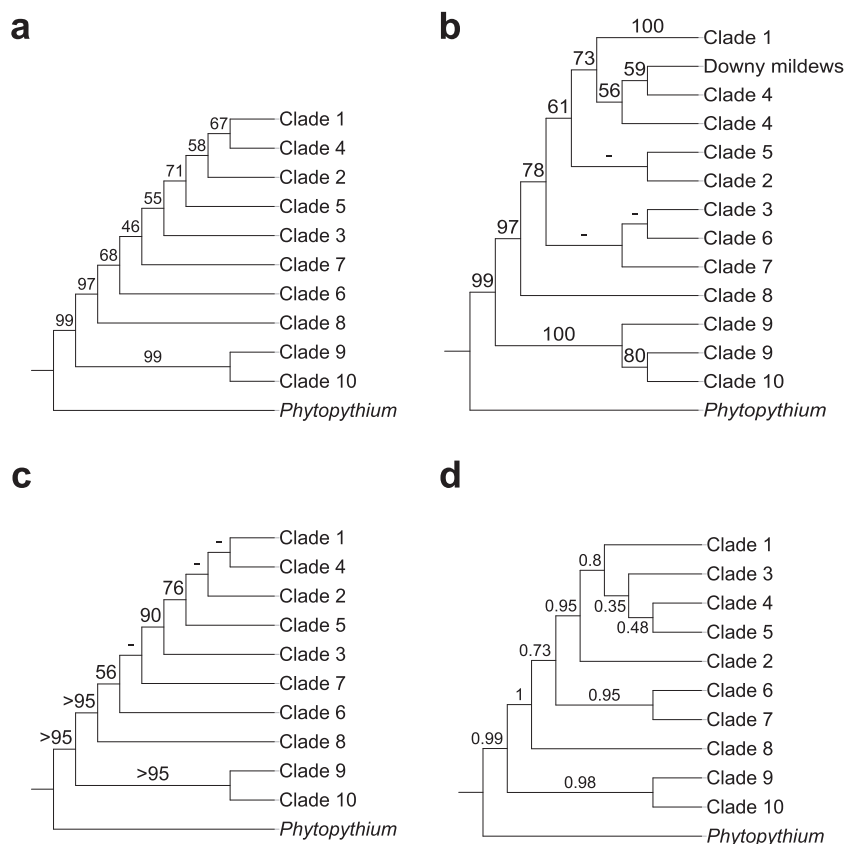 a
67
Clade 1
58
Clade 4
71
Clade 2
55
Clade 5
46
Clade 3
68
Clade 7
97
Clade 6
99
Clade 8
99
Clade 9
Clade 10
Phytopythium
b
100
Clade 1
73
59
Downy mildews
56
Clade 4
61
Clade 4
-
Clade 5
78
Clade 2
-
Clade 3
-
Clade 6
97
Clade 7
99
Clade 8
100
Clade 9
80
Clade 9
Clade 10
Phytopythium
c
-
Clade 1
-
Clade 4
76
Clade 2
90
Clade 5
-
Clade 3
56
Clade 7
>95
Clade 6
>95
Clade 8
>95
Clade 9
Clade 10
Phytopythium
d
0.8
Clade 1
0.35
Clade 3
0.95
0.48
Clade 4
Clade 5
0.73
Clade 2
0.95
Clade 6
1
Clade 7
0.99
Clade 8
0.98
Clade 9
Clade 10
Phytopythium